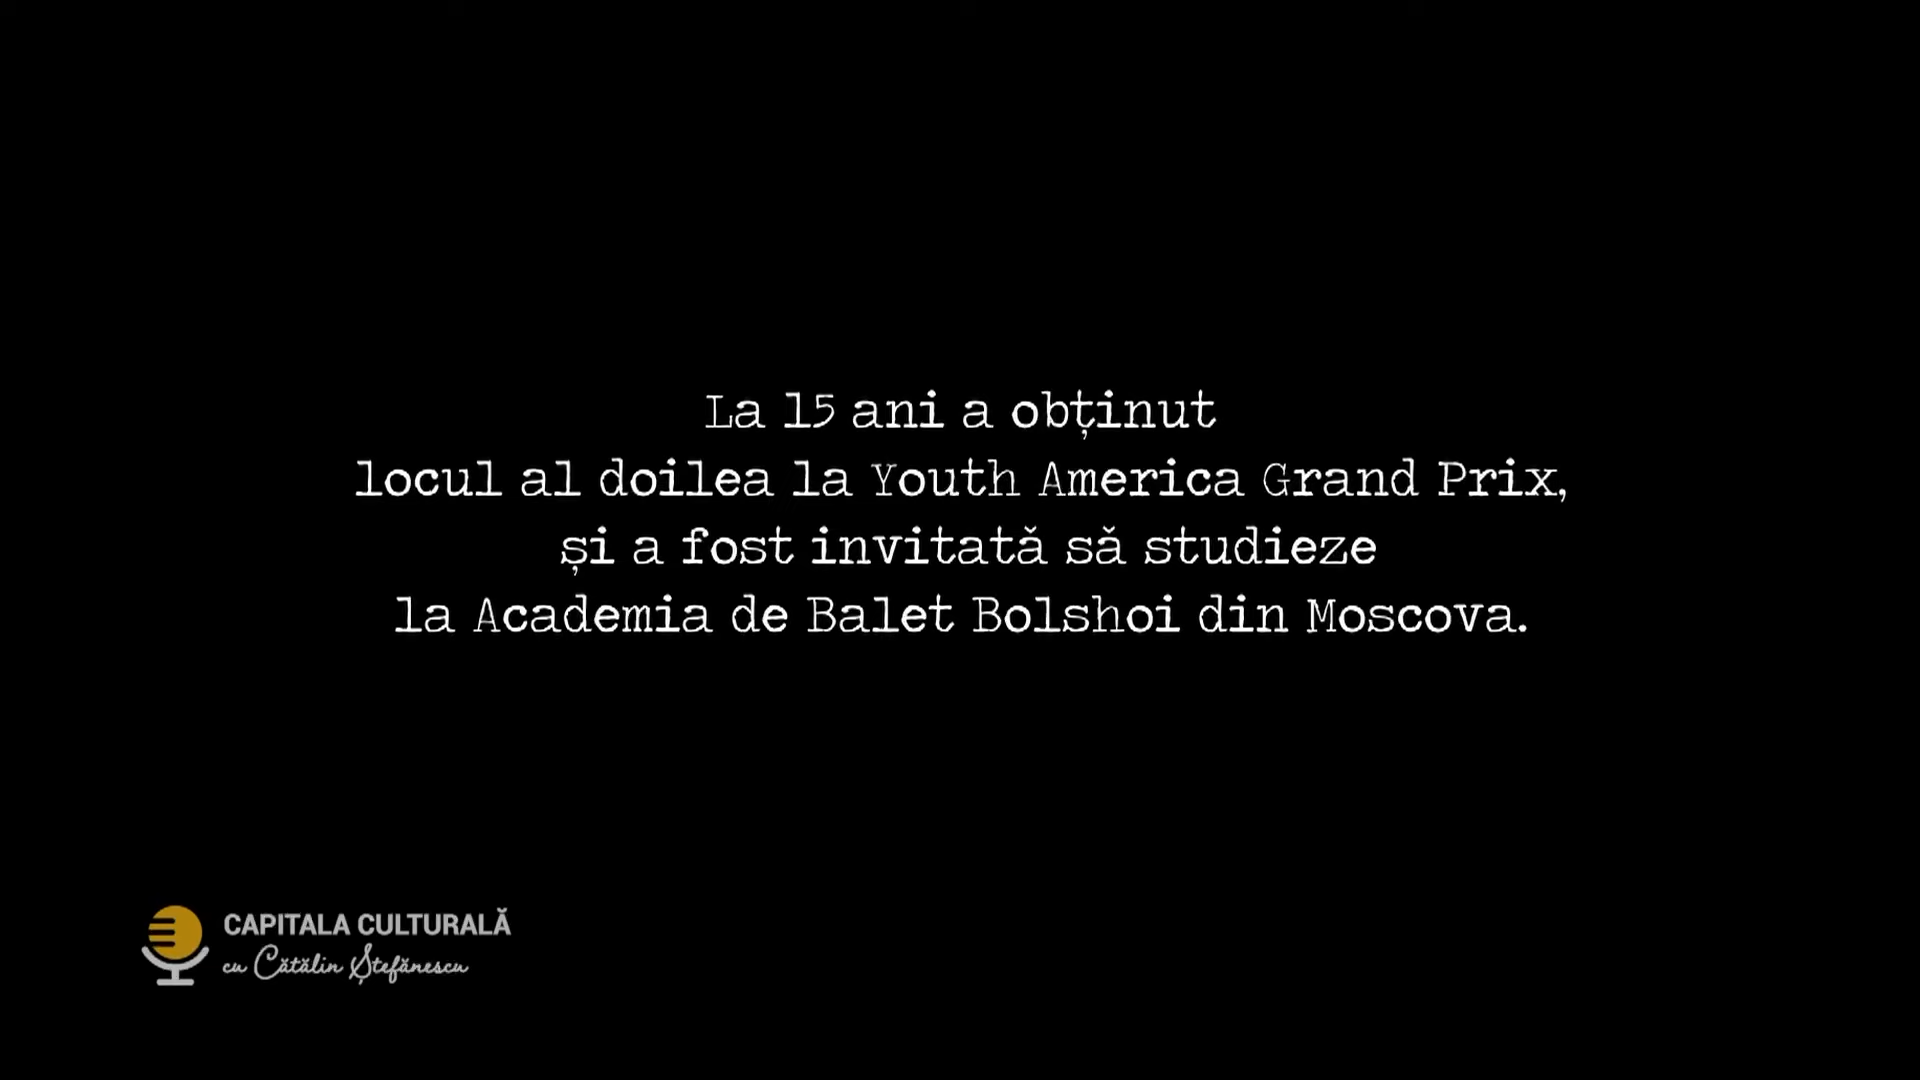 La 15 ani a obținut
locul al doilea la Youth America Grand Prix,
și a fost invitată să studieze
la Academia de Balet Bolshoi din Moscova.
CAPITALA CULTURALĂ
cu Cătălin Ștefănescu